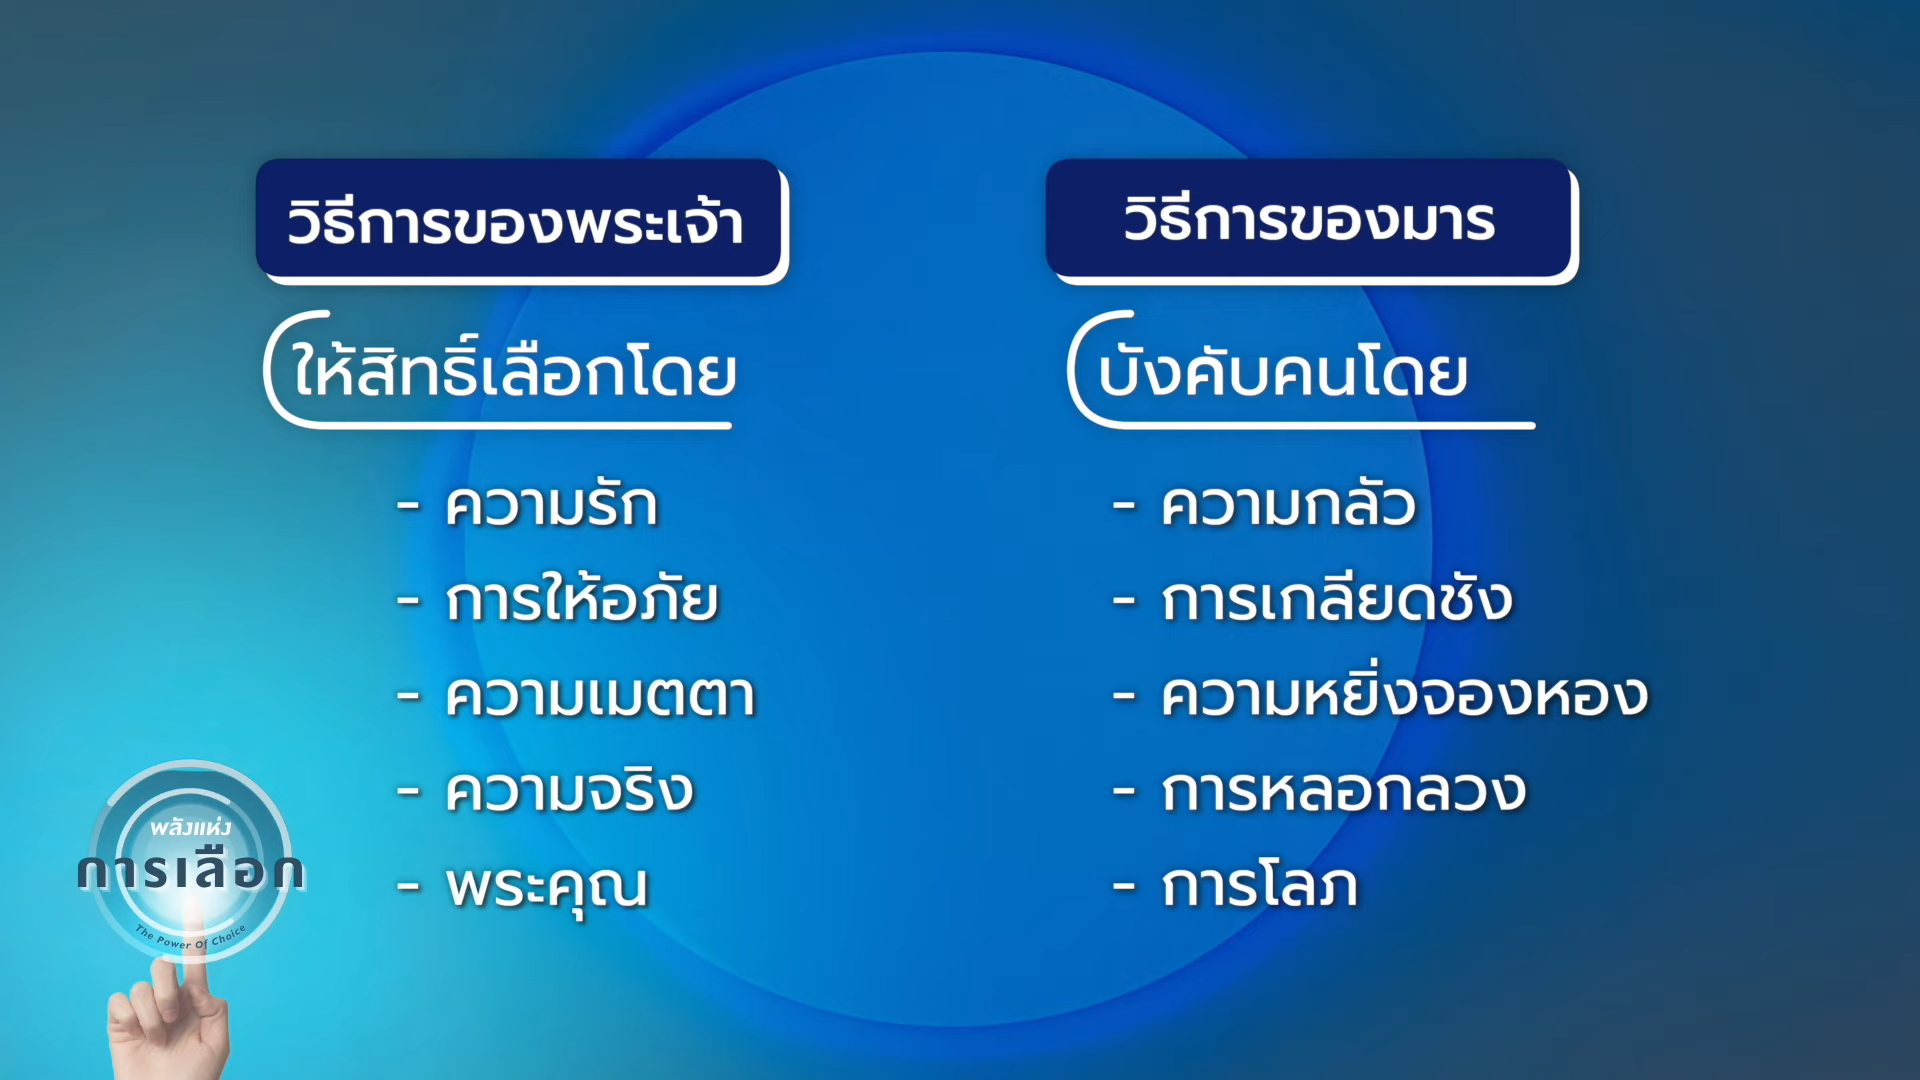 วิธีการของพระเจ้า
ให้สิทธิ์เลือกโดย
- ความรัก
- การให้อภัย
- ความเมตตา
- ความจริง
- พระคุณ
วิธีการของมาร
บังคับคนโดย
- ความกลัว
- การเกลียดชัง
- ความหยิ่งจองหอง
- การหลอกลวง
- การโลภ
พลังแห่ง
การเลือก
The Power Of Choice